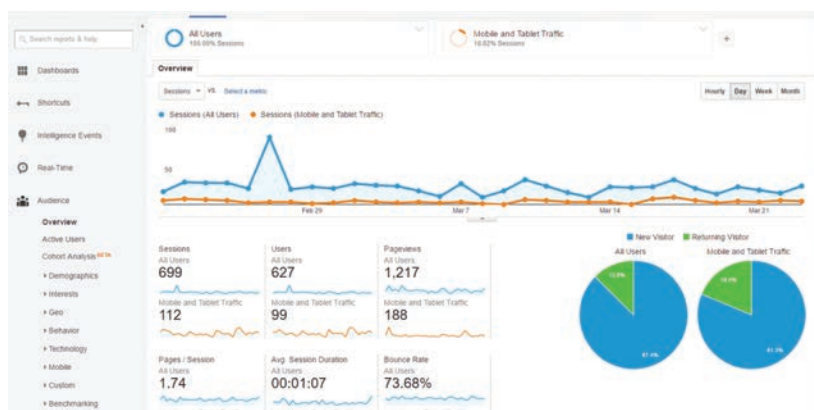 Search reports & help
All Users
100.00% Sessions
Mobile and Tablet Traffic
16.02% Sessions
+
Dashboards
Shortcuts
Intelligence Events
Real-Time
Audience
Overview
Active Users
Cohort Analysis BETA
Demographics
Interests
Geo
Behavior
Technology
Mobile
Custom
Benchmarking
Overview
Sessions VS. Select a metric
Hourly Day Week Month
Sessions (All Users) Sessions (Mobile and Tablet Traffic)
100
50
Feb 29 Mar 7 Mar 14 Mar 21
Sessions
All Users
699
Mobile and Tablet Traffic
112
Users
All Users
627
Mobile and Tablet Traffic
99
Pageviews
All Users
1,217
Mobile and Tablet Traffic
188
Pages / Session
All Users
1.74
Avg. Session Duration
All Users
00:01:07
Bounce Rate
All Users
73.68%
New Visitor Returning Visitor
All Users
87.4%
Mobile and Tablet Traffic